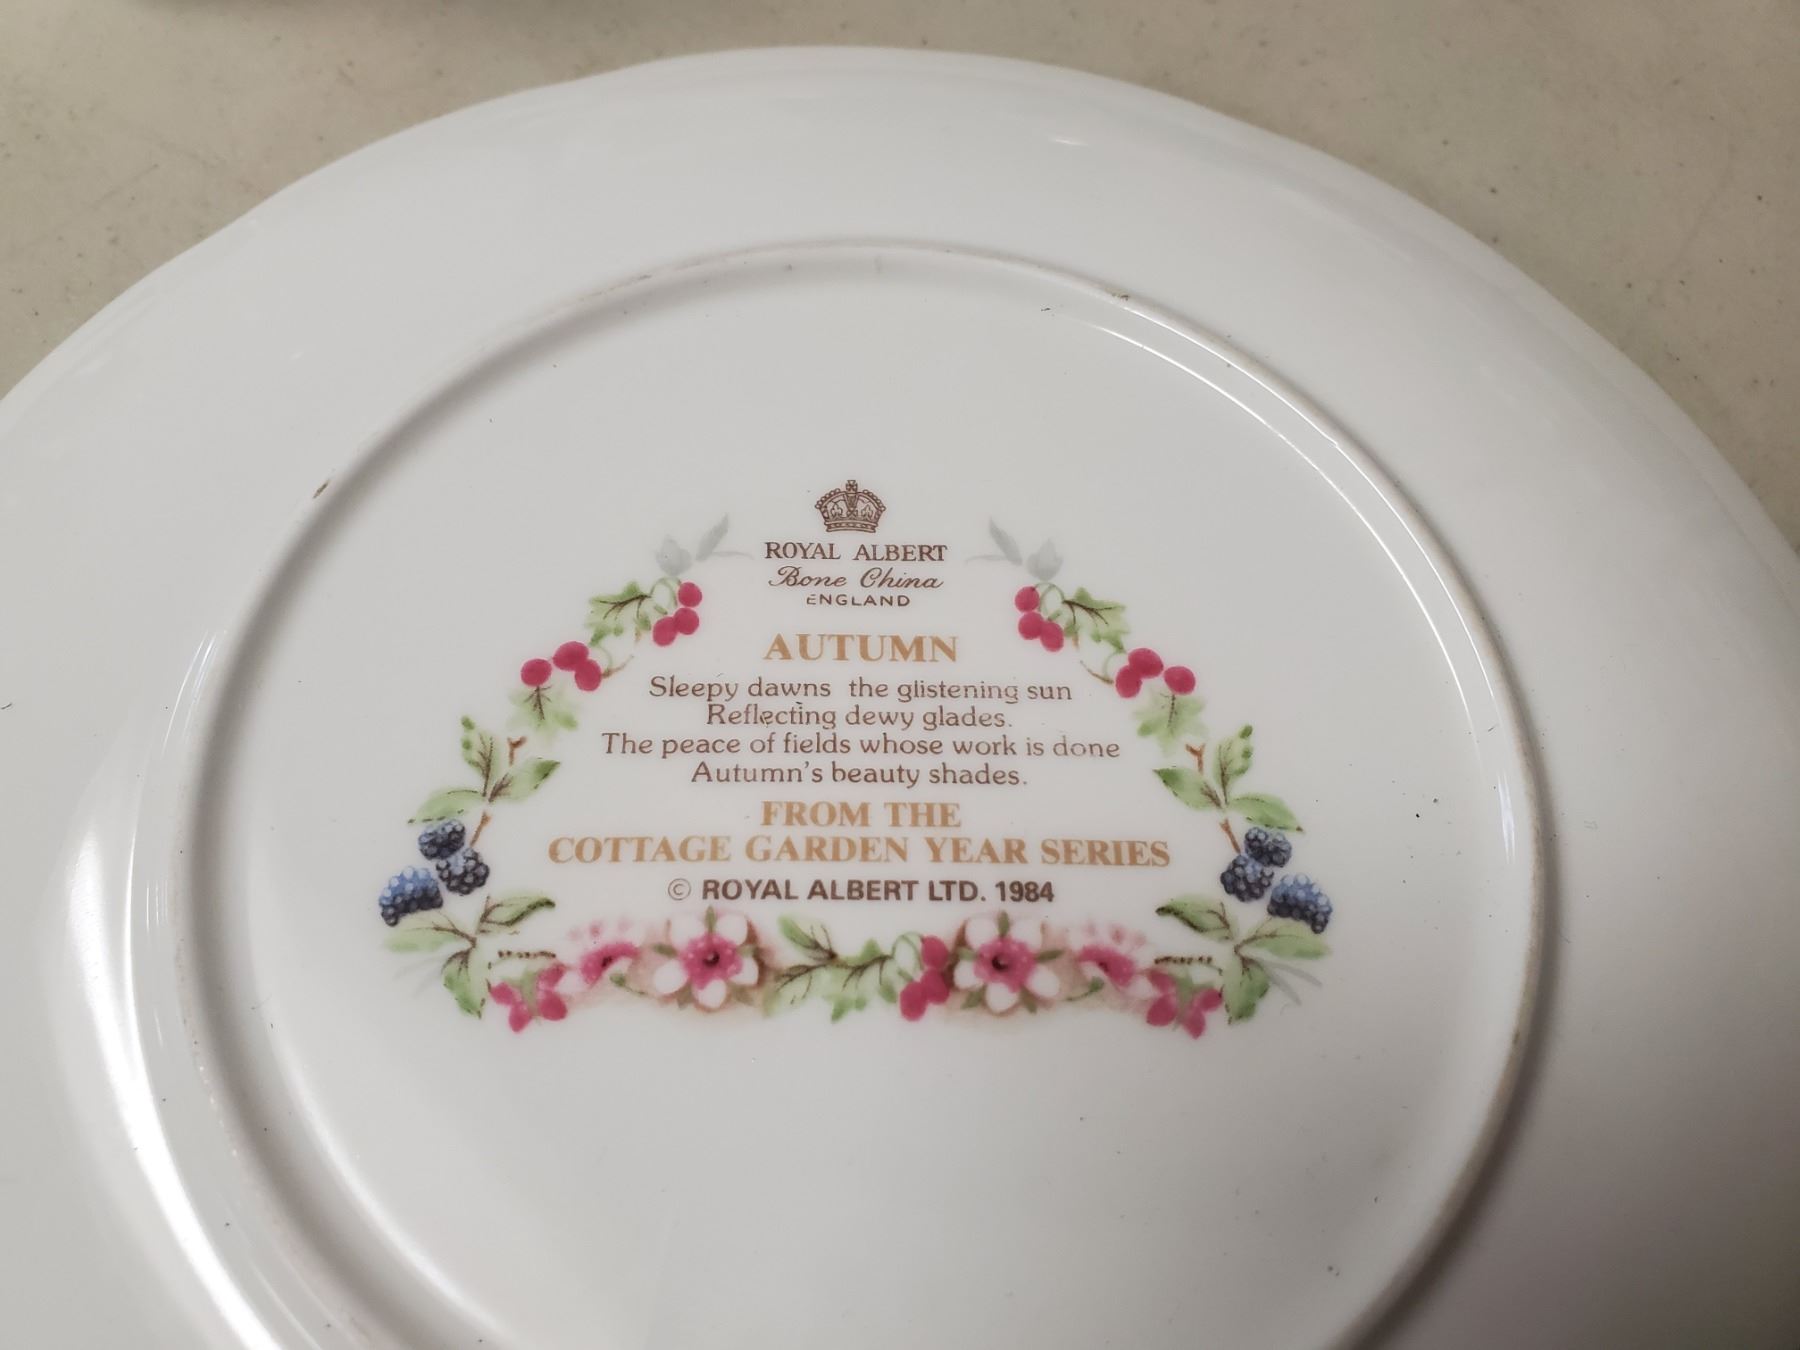 ROYAL ALBERT
Bone China
ENGLAND
AUTUMN
Sleepy dawns the glistening sun
Reflecting dewy glades.
The peace of fields whose work is done
Autumn's beauty shades.
FROM THE
COTTAGE GARDEN YEAR SERIES
© ROYAL ALBERT LTD. 1984